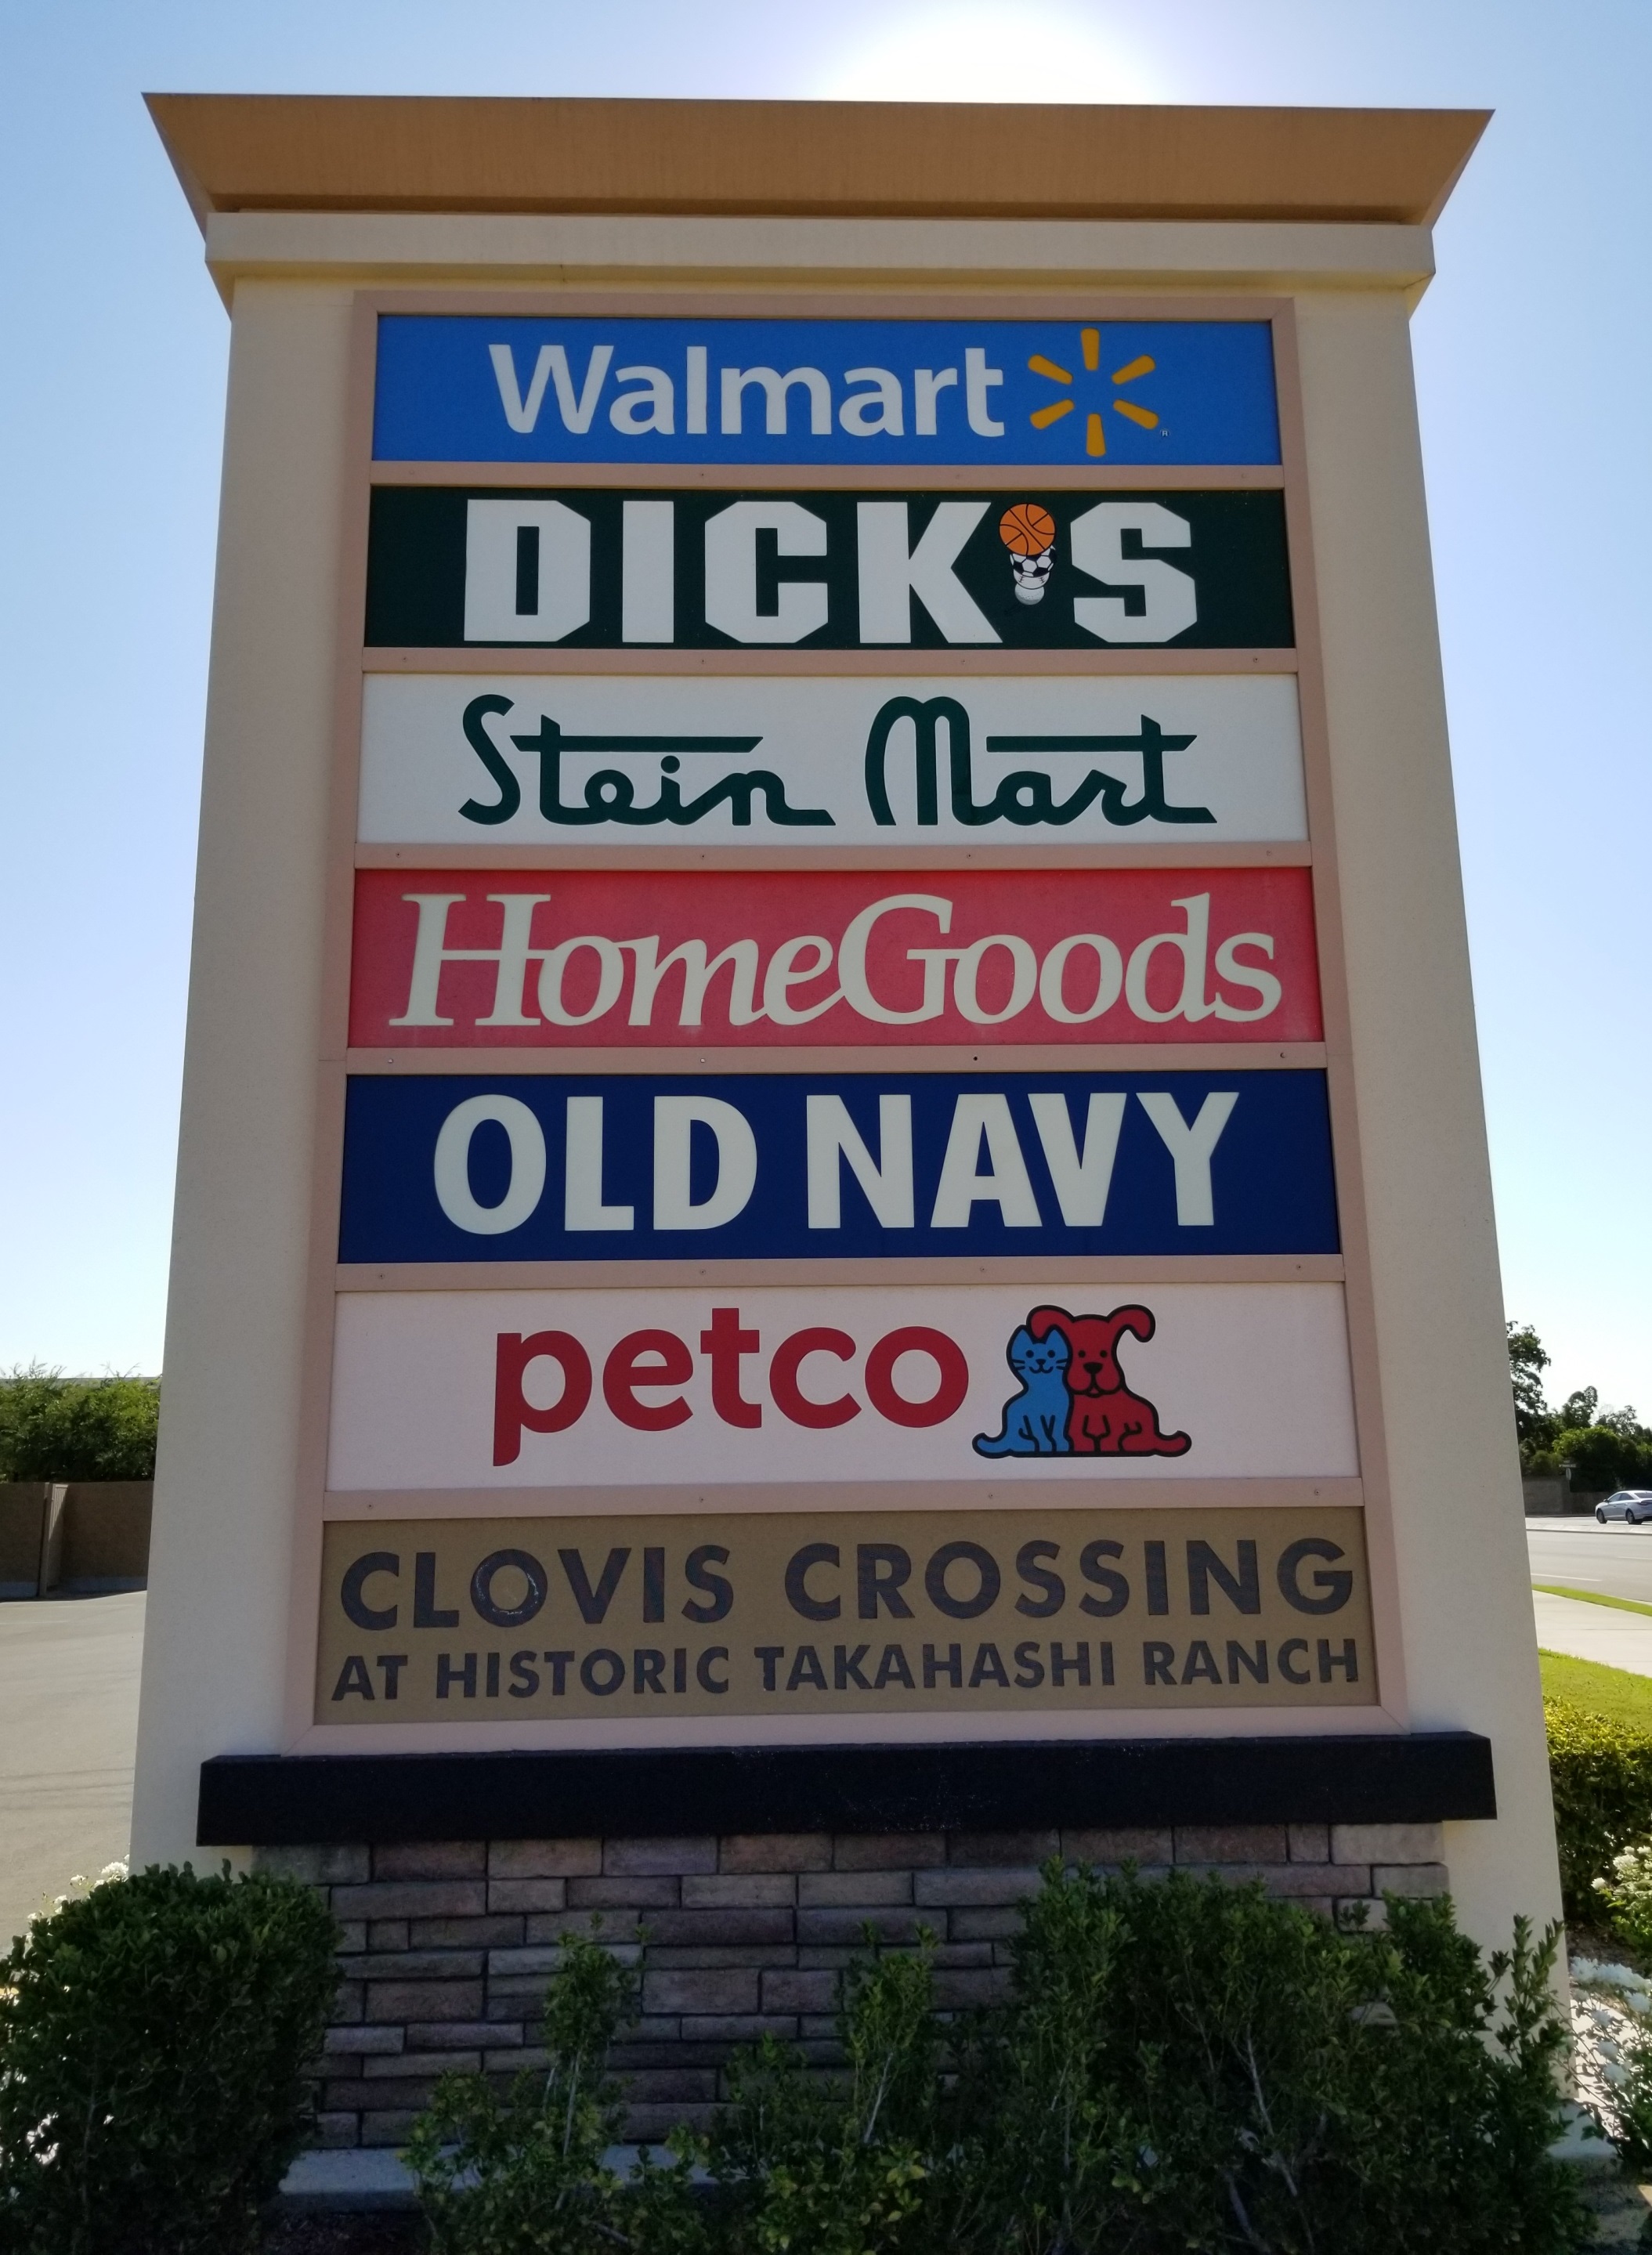 Walmart
DICK'S
Stein Mart
HomeGoods
OLD NAVY
petco
CLOVIS CROSSING
AT HISTORIC TAKAHASHI RANCH